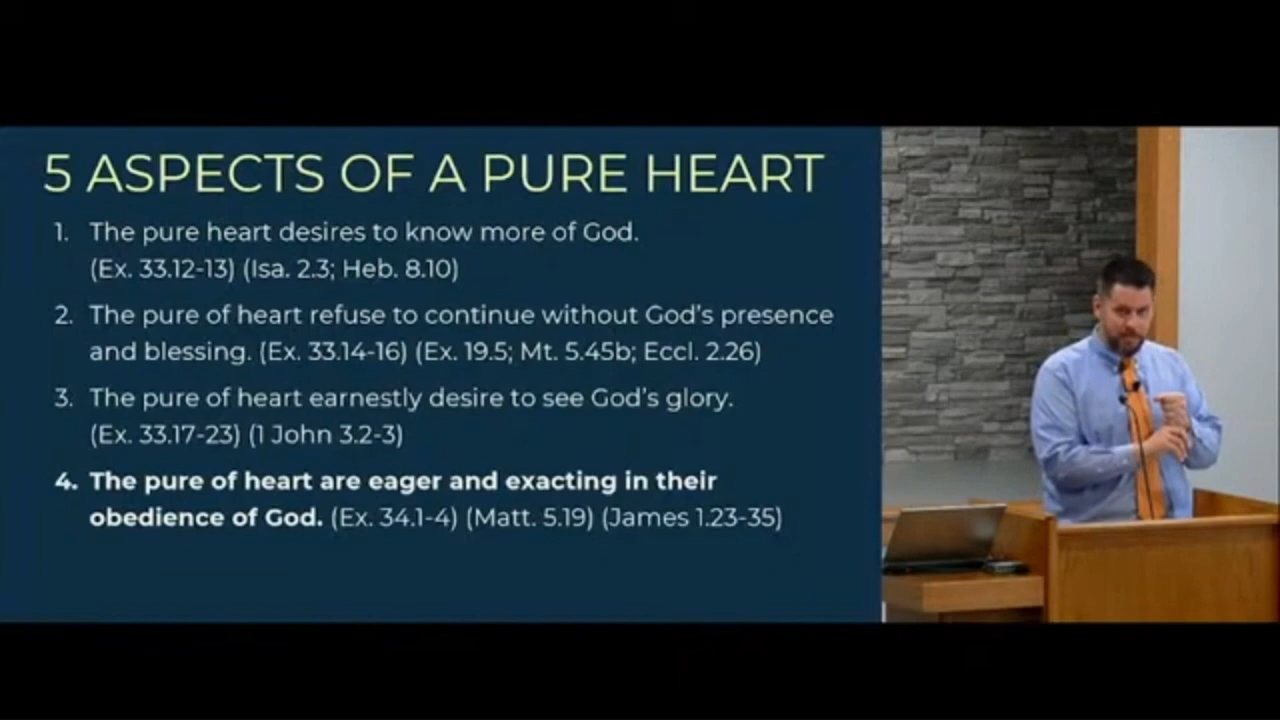 5 ASPECTS OF A PURE HEART
1. The pure heart desires to know more of God.
(Ex. 33.12-13) (Isa. 2.3; Heb. 8.10)
2. The pure of heart refuse to continue without God's presence
and blessing. (Ex. 33.14-16) (Ex. 19.5; Mt. 5.45b; Eccl. 2.26)
3. The pure of heart earnestly desire to see God's glory.
(Ex. 33.17-23) (1 John 3.2-3)
4. The pure of heart are eager and exacting in their
obedience of God. (Ex. 34.1-4) (Matt. 5.19) (James 1.23-35)